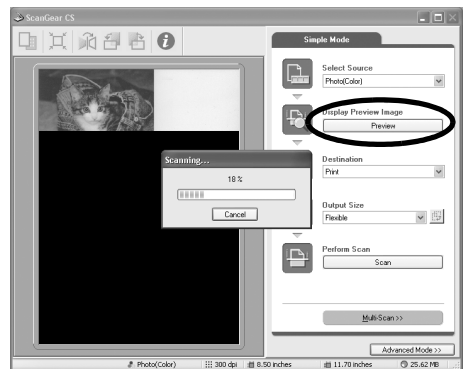 ScanGear CS
Simple Mode
Select Source
Photo(Color)
Display Preview Image
Preview
Scanning...
18 %
Cancel
Destination
Print
Output Size
Flexible
Perform Scan
Scan
Multi-Scan >>
Advanced Mode >>
Photo(Color) 300 dpi 8.50 inches 11.70 inches 25.62 MB